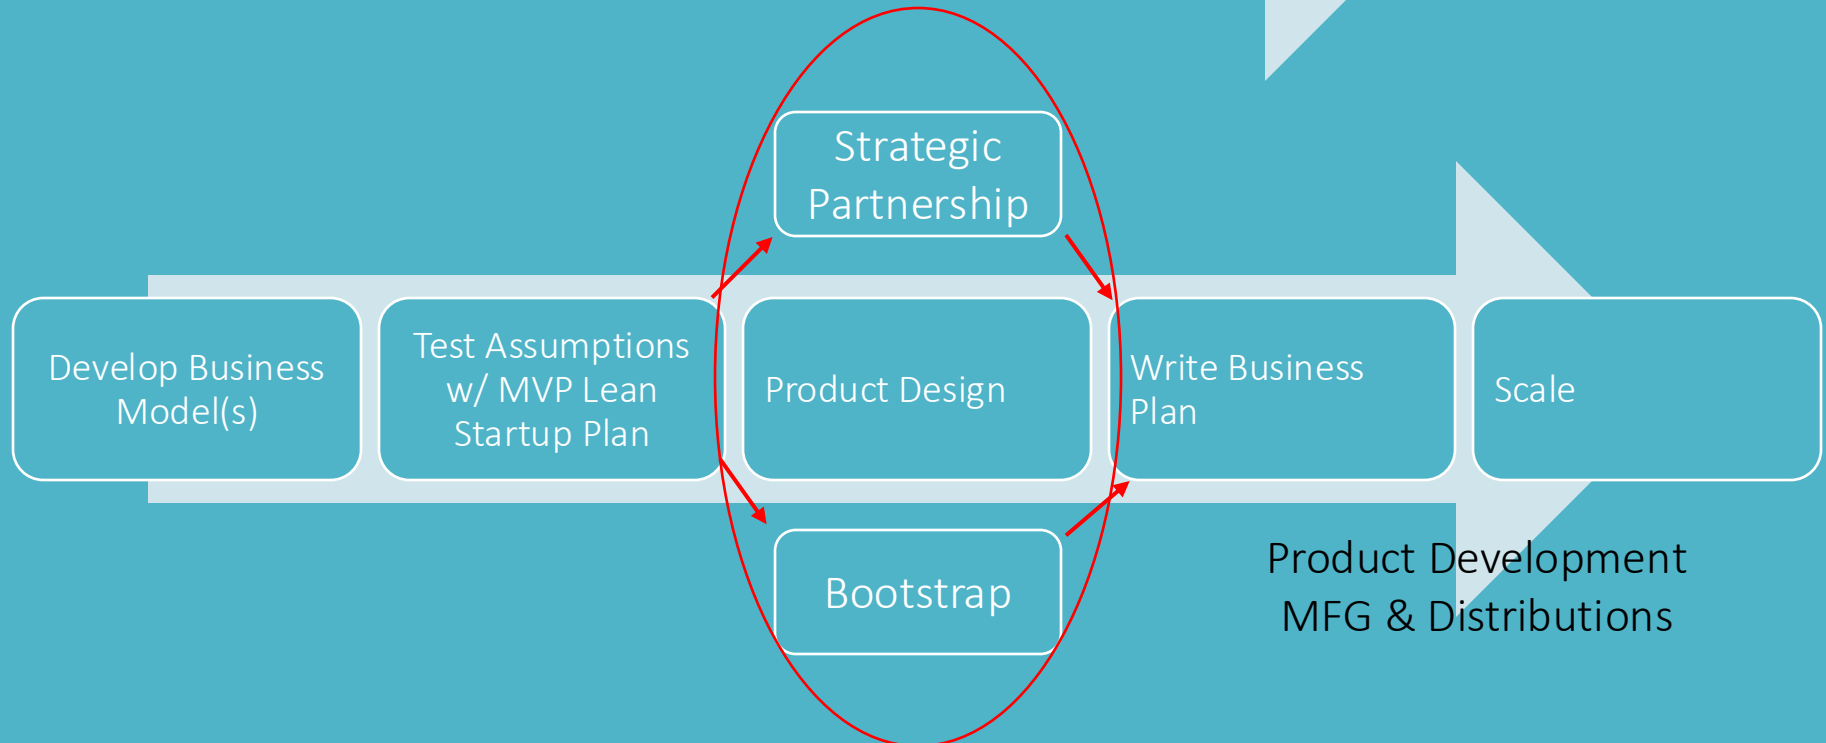 Strategic
Partnership
Develop Business
Model(s)
Test Assumptions
w/ MVP Lean
Startup Plan
Product Design
Write Business
Plan
Scale
Bootstrap
Product Development
MFG & Distributions